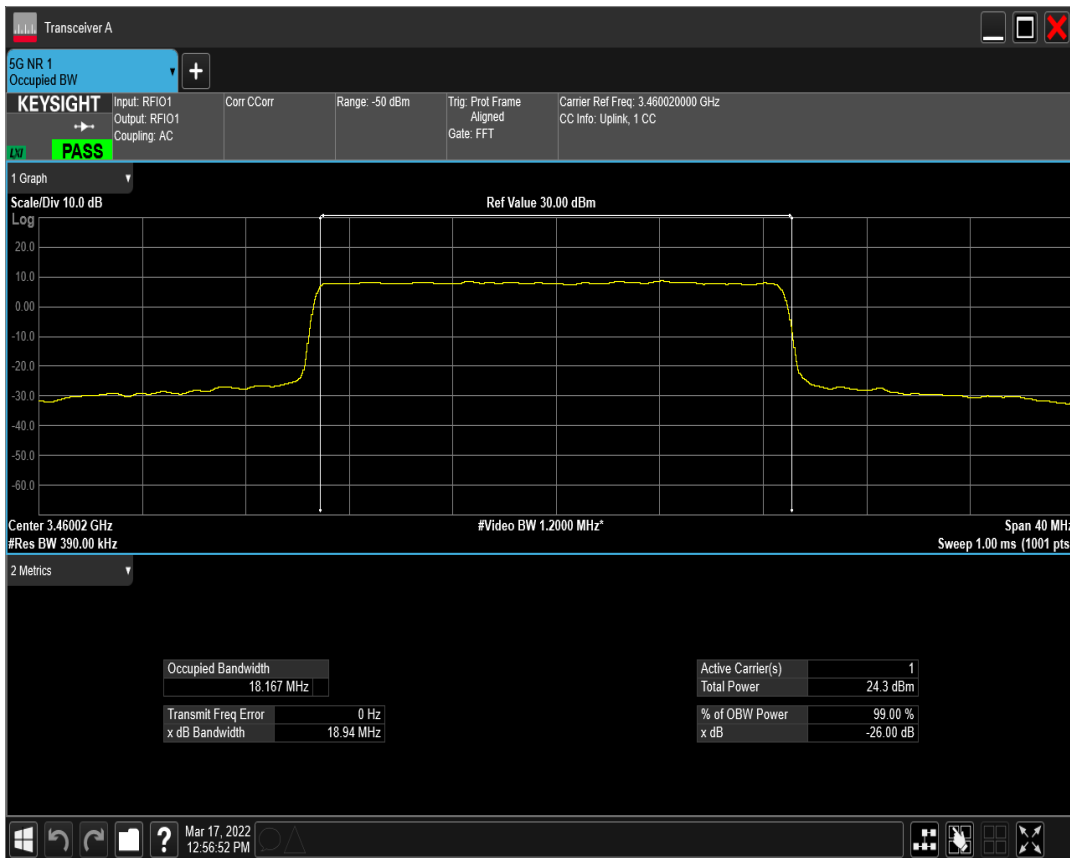 Transceiver A
5G NR 1
Occupied BW
+
KEYSIGHT
LXI
PASS
Input: RFIO1
Output: RFIO1
Coupling: AC
Corr CCorr
Range: -50 dBm
Trig: Prot Frame
Aligned
Gate: FFT
Carrier Ref Freq: 3.460020000 GHz
CC Info: Uplink, 1 CC
1 Graph
Scale/Div 10.0 dB
Ref Value 30.00 dBm
Log
20.0
10.0
0.00
-10.0
-20.0
-30.0
-40.0
-50.0
-60.0
Center 3.46002 GHz
#Video BW 1.2000 MHz*
Span 40 MHz
#Res BW 390.00 kHz
Sweep 1.00 ms (1001 pts
2 Metrics
Occupied Bandwidth
18.167 MHz
Transmit Freq Error 0 Hz
x dB Bandwidth 18.94 MHz
Active Carrier(s) 1
Total Power 24.3 dBm
% of OBW Power 99.00 %
x dB -26.00 dB
?
Mar 17, 2022
12:56:52 PM